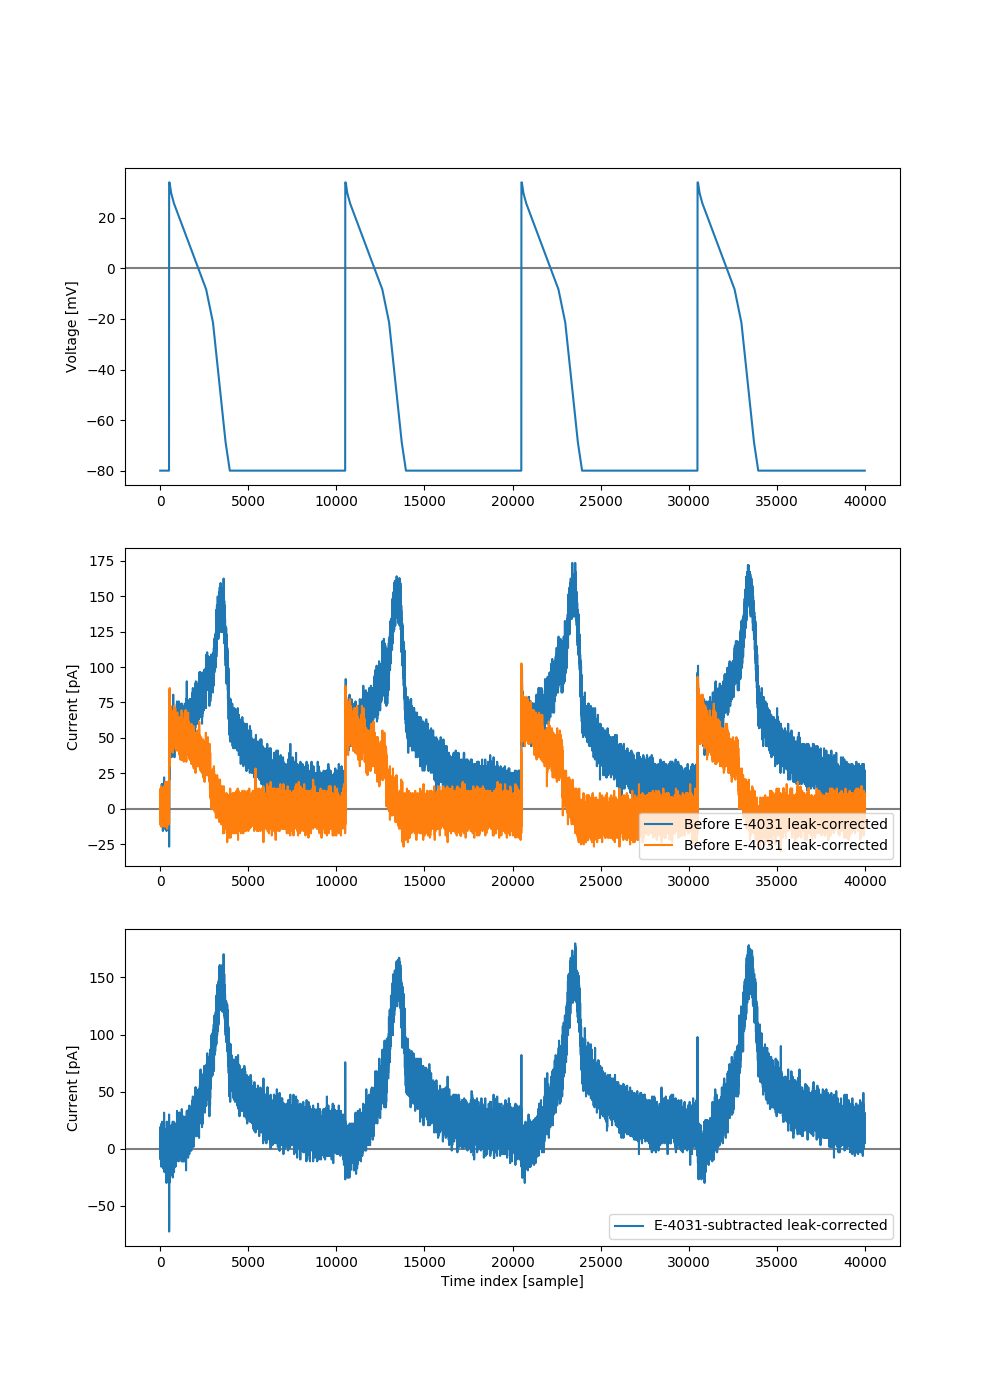 Voltage [mV]
20
0
−20
−40
−60
−80
0 5000 10000 15000 20000 25000 30000 35000 40000
Current [pA]
175
150
125
100
75
50
25
0
−25
Before E-4031 leak-corrected
Before E-4031 leak-corrected
0 5000 10000 15000 20000 25000 30000 35000 40000
Current [pA]
150
100
50
0
−50
E-4031-subtracted leak-corrected
0 5000 10000 15000 20000 25000 30000 35000 40000
Time index [sample]